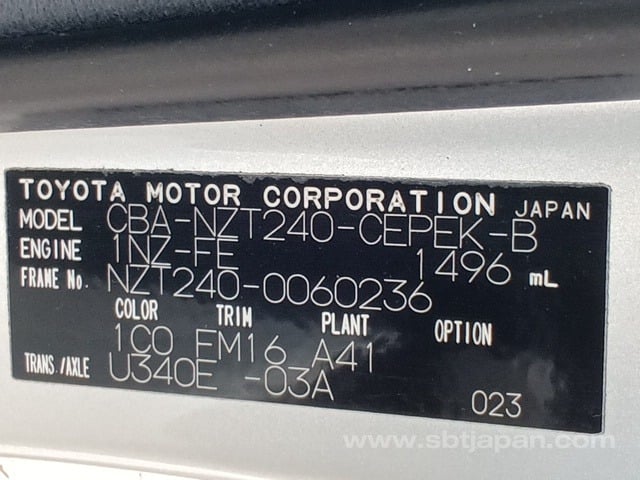 TOYOTA MOTOR CORPORATION JAPAN
MODEL CBA-NZT240-CEPEK-B
ENGINE 1NZ-FE 1496 mL
FRAME No. NZT240-0060236
COLOR TRIM PLANT OPTION
1C0 FM16 A41
TRANS./AXLE U340E -03A
023
www.sbtjapan.com